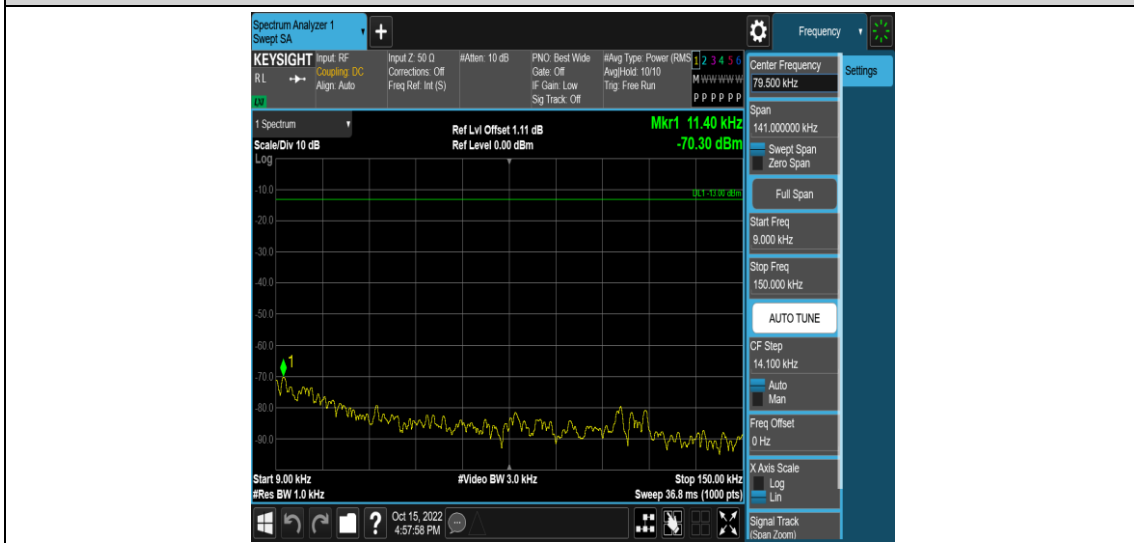 Spectrum Analyzer 1
Swept SA
+
Frequency
KEYSIGHT
RL
LXI
Input: RF
Coupling: DC
Align: Auto
Input Z: 50 Ω
Corrections: Off
Freq Ref: Int (S)
#Atten: 10 dB
PNO: Best Wide
Gate: Off
IF Gain: Low
Sig Track: Off
#Avg Type: Power (RMS
Avg|Hold: 10/10
Trig: Free Run
1 2 3 4 5 6
M W W W W W
P P P P P P
1 Spectrum
Scale/Div 10 dB
Log
Ref Lvl Offset 1.11 dB
Ref Level 0.00 dBm
Mkr1 11.40 kHz
-70.30 dBm
DL1 -13.00 dBm
-10.0
-20.0
-30.0
-40.0
-50.0
-60.0
-70.0
-80.0
-90.0
1
Start 9.00 kHz
#Res BW 1.0 kHz
#Video BW 3.0 kHz
Stop 150.00 kHz
Sweep 36.8 ms (1000 pts)
Center Frequency
79.500 kHz
Settings
Span
141.000000 kHz
Swept Span
Zero Span
Full Span
Start Freq
9.000 kHz
Stop Freq
150.000 kHz
AUTO TUNE
CF Step
14.100 kHz
Auto
Man
Freq Offset
0 Hz
X Axis Scale
Log
Lin
Signal Track
(Span Zoom)
?
Oct 15, 2022
4:57:58 PM